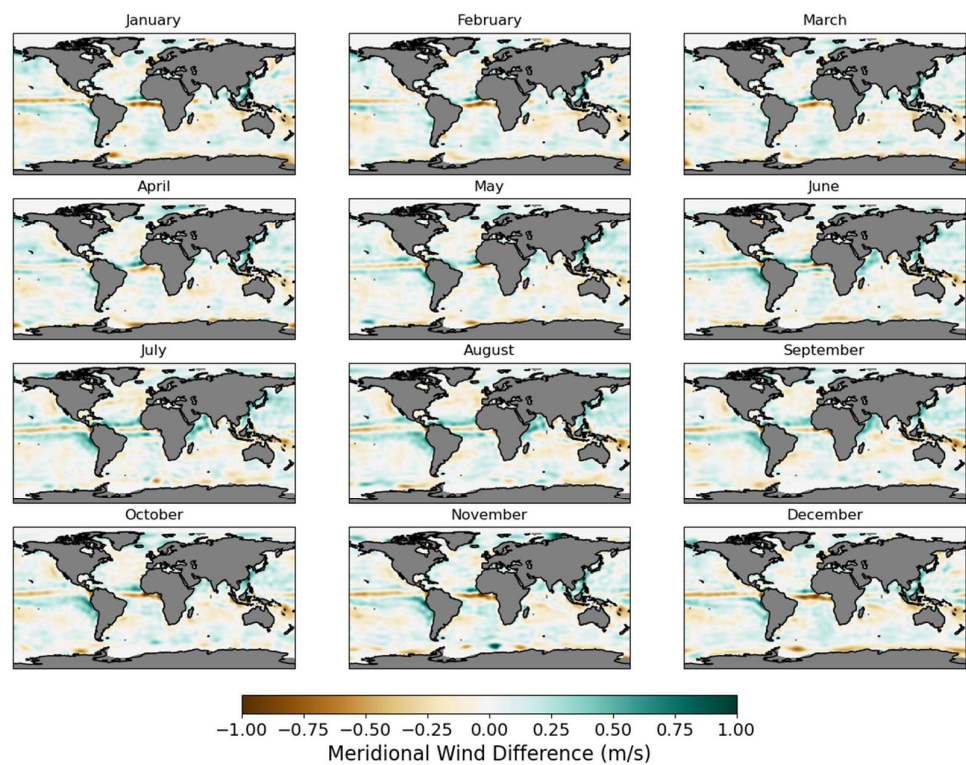 January February March
April May June
July August September
October November December
−1.00 −0.75 −0.50 −0.25 0.00 0.25 0.50 0.75 1.00
Meridional Wind Difference (m/s)